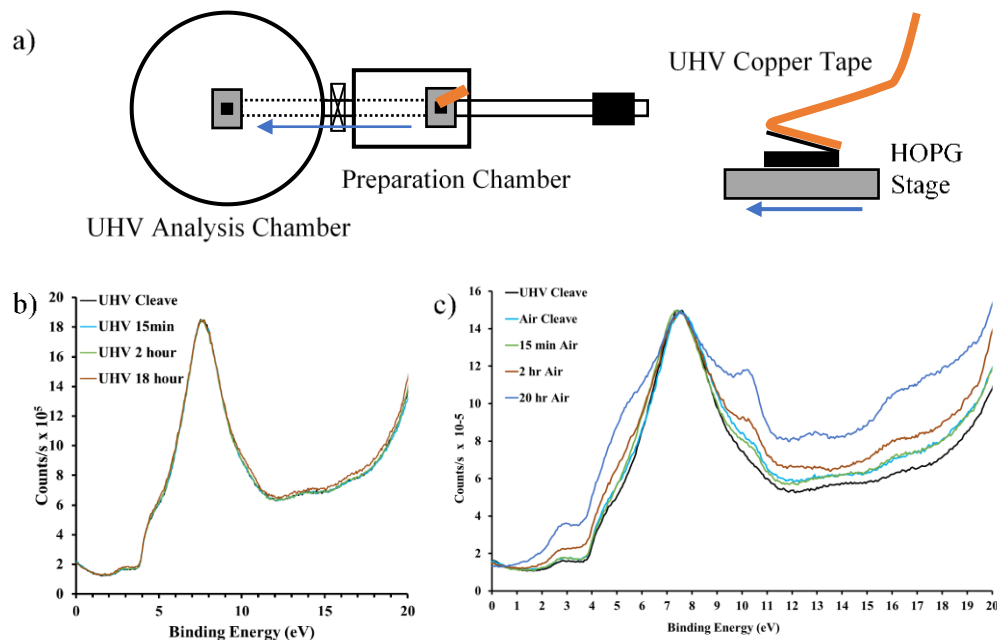 a)
UHV Copper Tape
HOPG
Stage
Preparation Chamber
UHV Analysis Chamber
b)
UHV Cleave
UHV 15min
UHV 2 hour
UHV 18 hour
Counts/s x 10⁵
20
18
16
14
12
10
8
6
4
2
0
0 5 10 15 20
Binding Energy (eV)
c)
UHV Cleave
Air Cleave
15 min Air
2 hr Air
20 hr Air
Counts/s x 10-5
16
14
12
10
8
6
4
2
0
0 1 2 3 4 5 6 7 8 9 10 11 12 13 14 15 16 17 18 19 20
Binding Energy (eV)